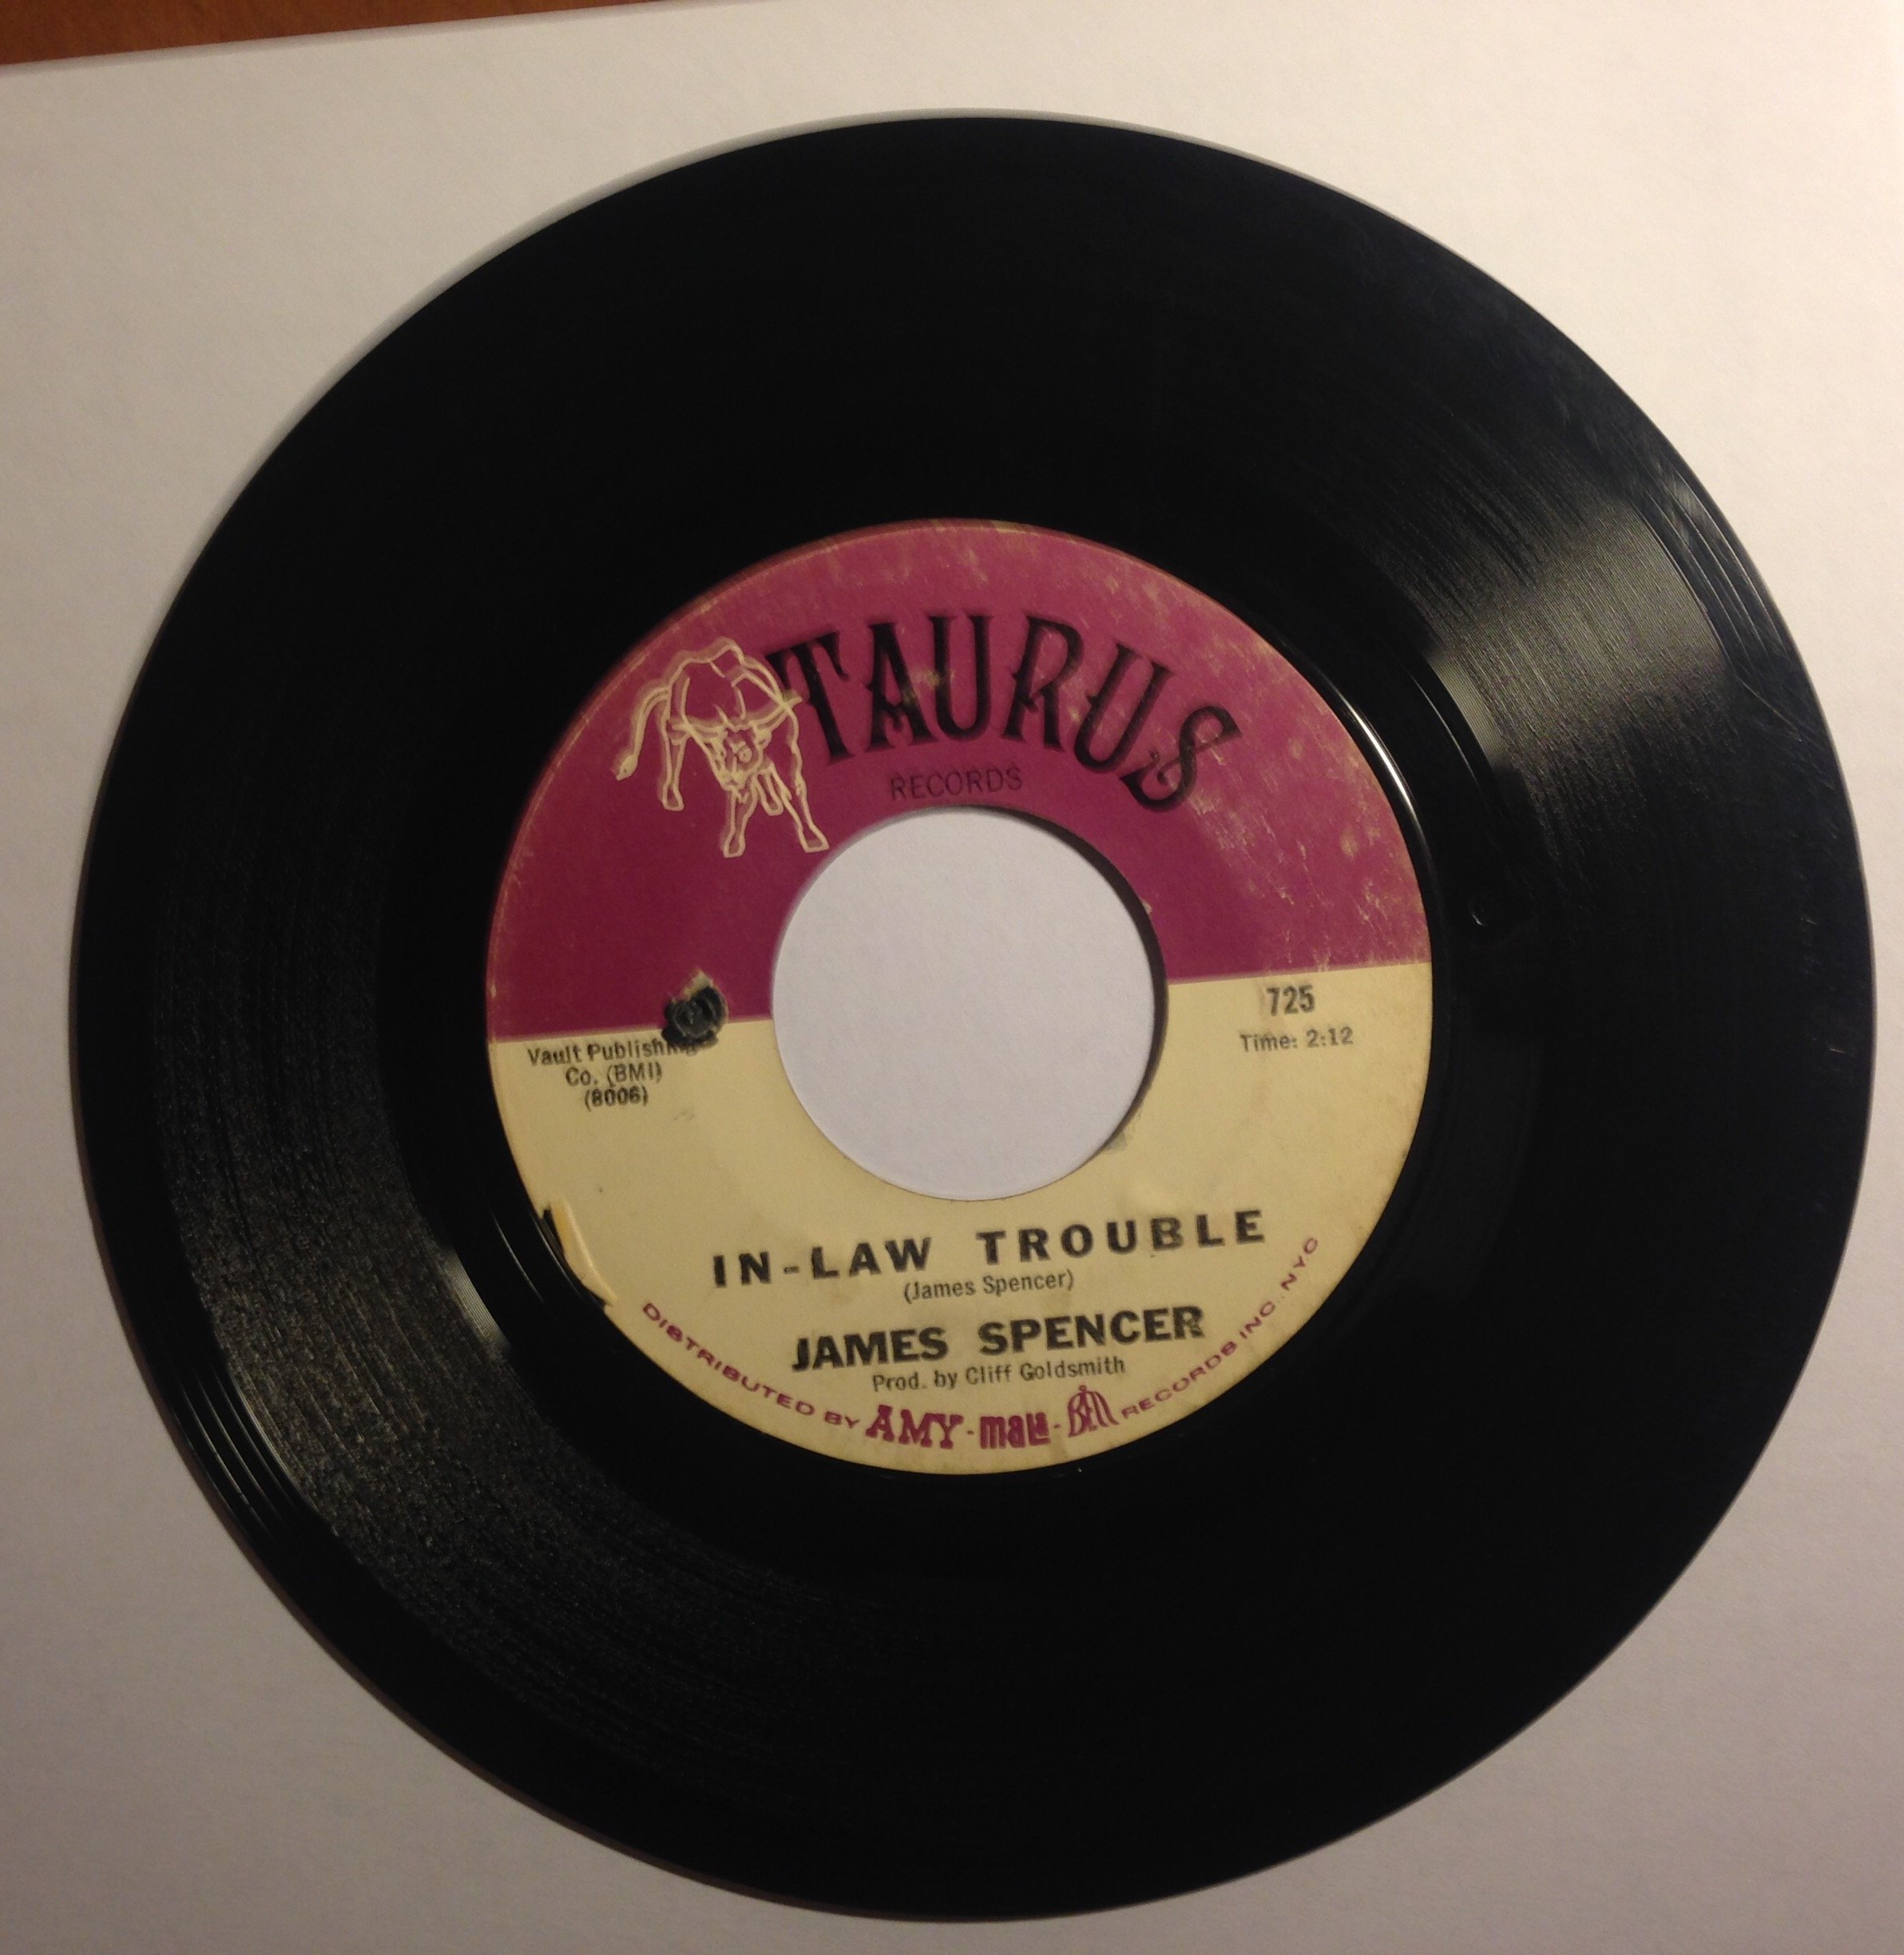 TAURUS
RECORDS
725
Time: 2:12
Vault Publishing
Co. (BMI)
(8006)
IN-LAW TROUBLE
(James Spencer)
JAMES SPENCER
Prod. by Cliff Goldsmith
DISTRIBUTED BY AMY-mala-BELL RECORDS INC. NYC